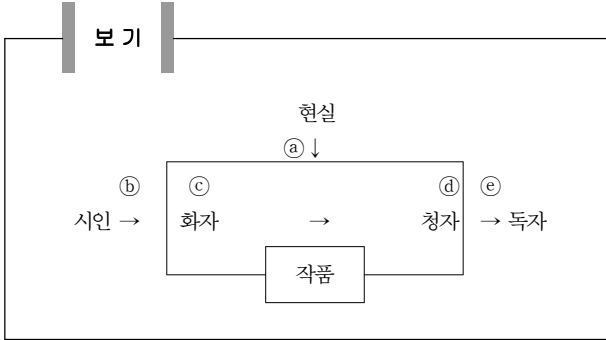 보 기
현실
ⓐ ↓
ⓑ ⓒ ⓓ ⓔ
시인 → 화자 → 청자 → 독자
작품